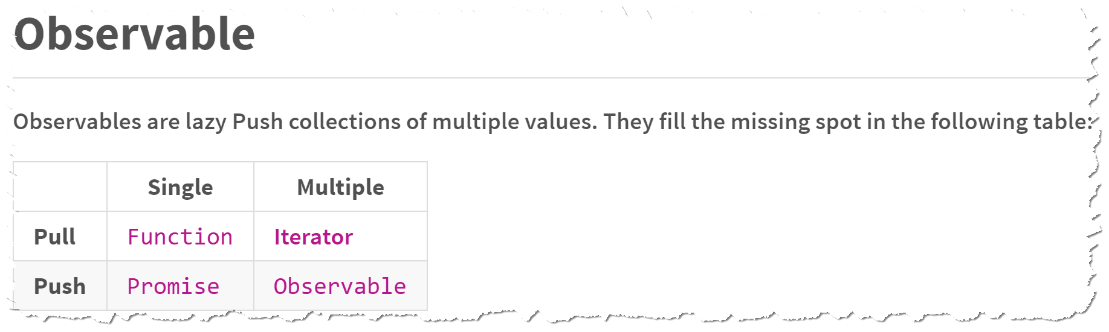 Observable
Observables are lazy Push collections of multiple values. They fill the missing spot in the following table:
Single Multiple
Pull Function Iterator
Push Promise Observable